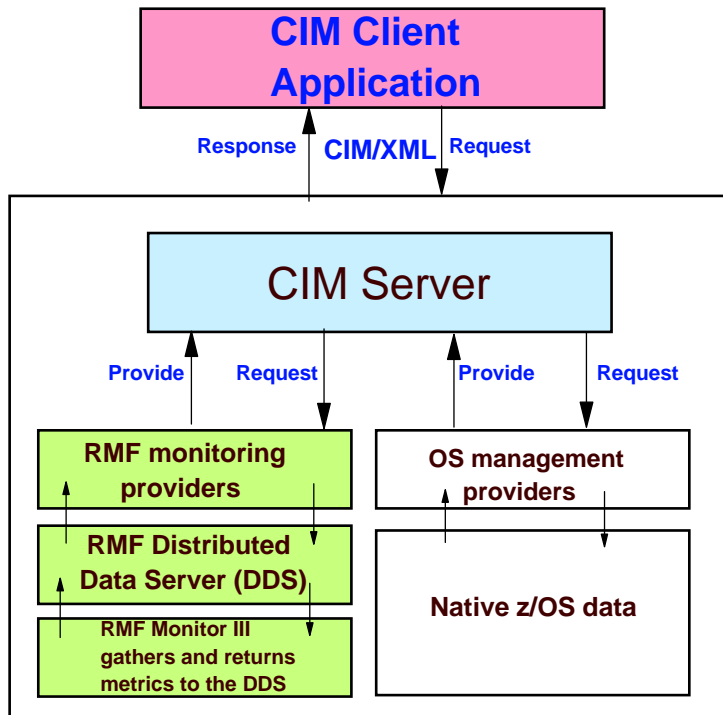 CIM Client
Application
Response
CIM/XML
Request
CIM Server
Provide
Request
Provide
Request
RMF monitoring
providers
OS management
providers
RMF Distributed
Data Server (DDS)
Native z/OS data
RMF Monitor III
gathers and returns
metrics to the DDS